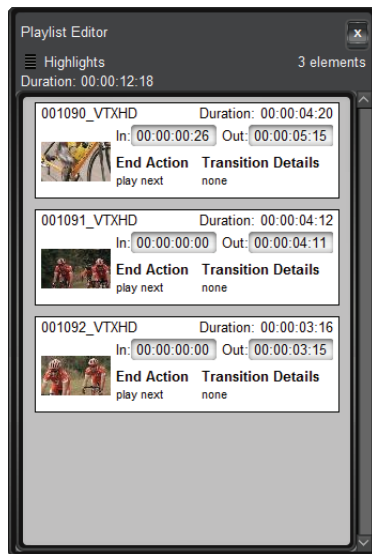 Playlist Editor
x
Highlights 3 elements
Duration: 00:00:12:18
001090_VTXHD Duration: 00:00:04:20
In: 00:00:00:26 Out: 00:00:05:15
End Action Transition Details
play next none
001091_VTXHD Duration: 00:00:04:12
In: 00:00:00:00 Out: 00:00:04:11
End Action Transition Details
play next none
001092_VTXHD Duration: 00:00:03:16
In: 00:00:00:00 Out: 00:00:03:15
End Action Transition Details
play next none